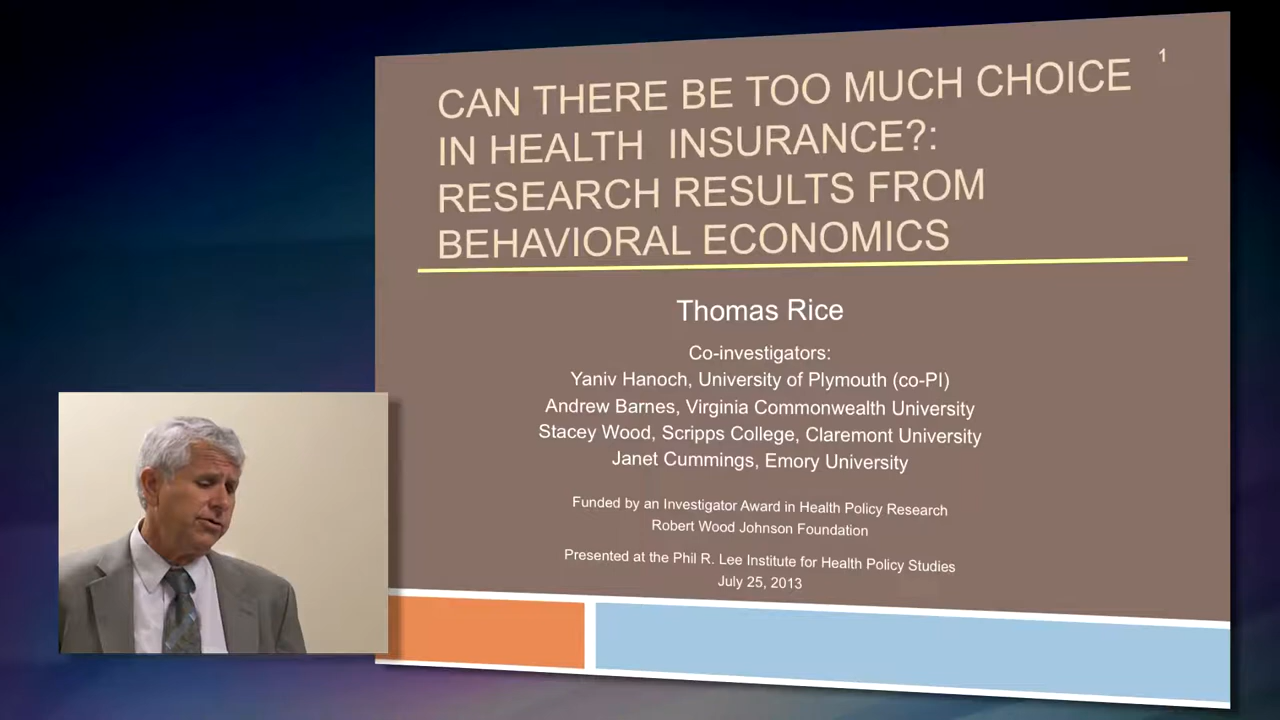 1
CAN THERE BE TOO MUCH CHOICE
IN HEALTH INSURANCE?:
RESEARCH RESULTS FROM
BEHAVIORAL ECONOMICS
Thomas Rice
Co-investigators:
Yaniv Hanoch, University of Plymouth (co-PI)
Andrew Barnes, Virginia Commonwealth University
Stacey Wood, Scripps College, Claremont University
Janet Cummings, Emory University
Funded by an Investigator Award in Health Policy Research
Robert Wood Johnson Foundation
Presented at the Phil R. Lee Institute for Health Policy Studies
July 25, 2013